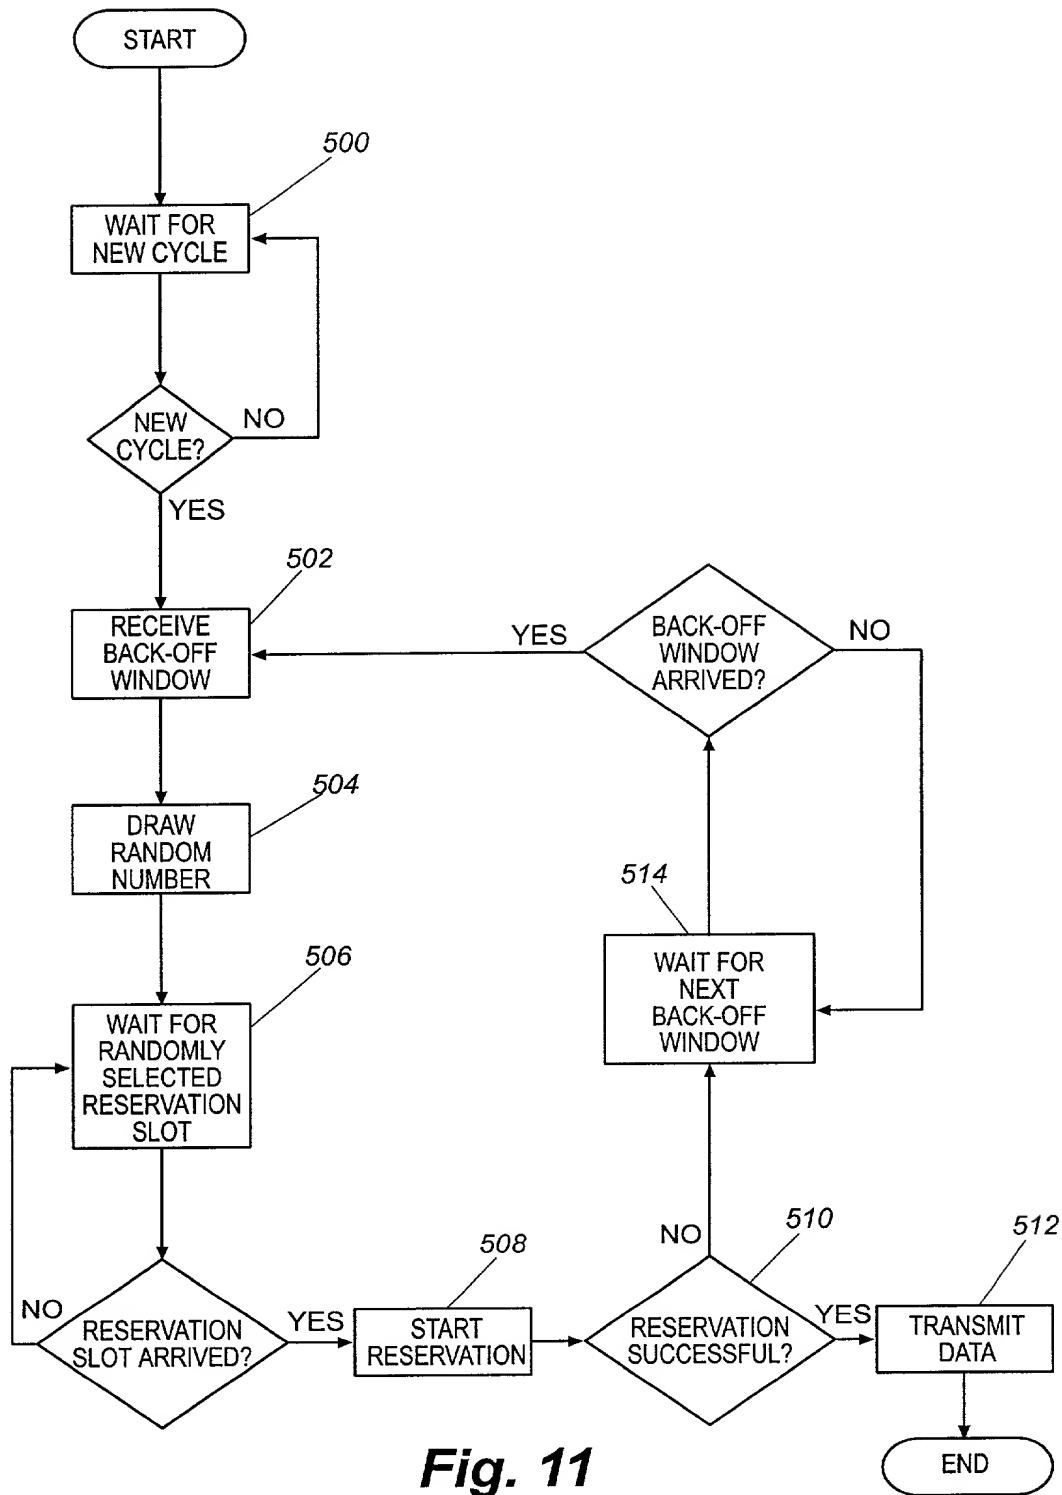 START
500
WAIT FOR
NEW CYCLE
NEW
CYCLE?
NO
YES
502
RECEIVE
BACK-OFF
WINDOW
YES
BACK-OFF
WINDOW
ARRIVED?
NO
504
DRAW
RANDOM
NUMBER
514
WAIT FOR
NEXT
BACK-OFF
WINDOW
506
WAIT FOR
RANDOMLY
SELECTED
RESERVATION
SLOT
NO
RESERVATION
SLOT ARRIVED?
YES
508
START
RESERVATION
NO
510
RESERVATION
SUCCESSFUL?
YES
512
TRANSMIT
DATA
END
Fig. 11